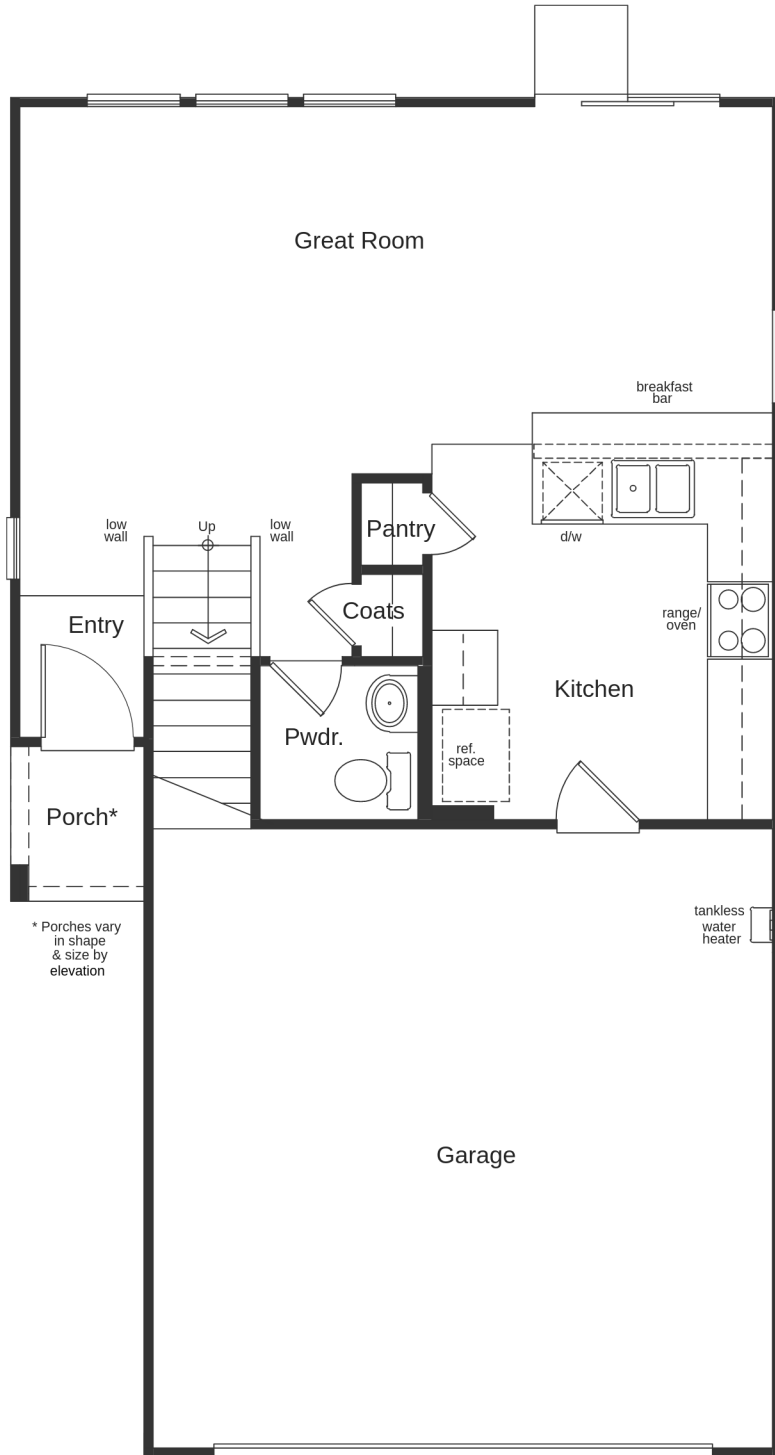 Great Room
breakfast
bar
low
wall
Up
low
wall
Pantry
d/w
Coats
Entry
range/
oven
Kitchen
Pwdr.
ref.
space
Porch*
* Porches vary
in shape
& size by
elevation
tankless
water
heater
Garage